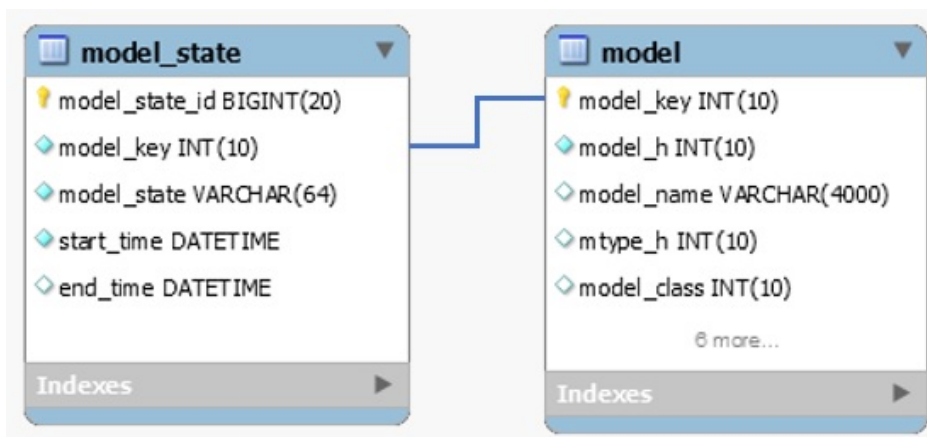 model_state
model_state_id BIGINT(20)
model_key INT(10)
model_state VARCHAR(64)
start_time DATETIME
end_time DATETIME
Indexes
model
model_key INT(10)
model_h INT(10)
model_name VARCHAR(4000)
mtype_h INT(10)
model_class INT(10)
6 more...
Indexes